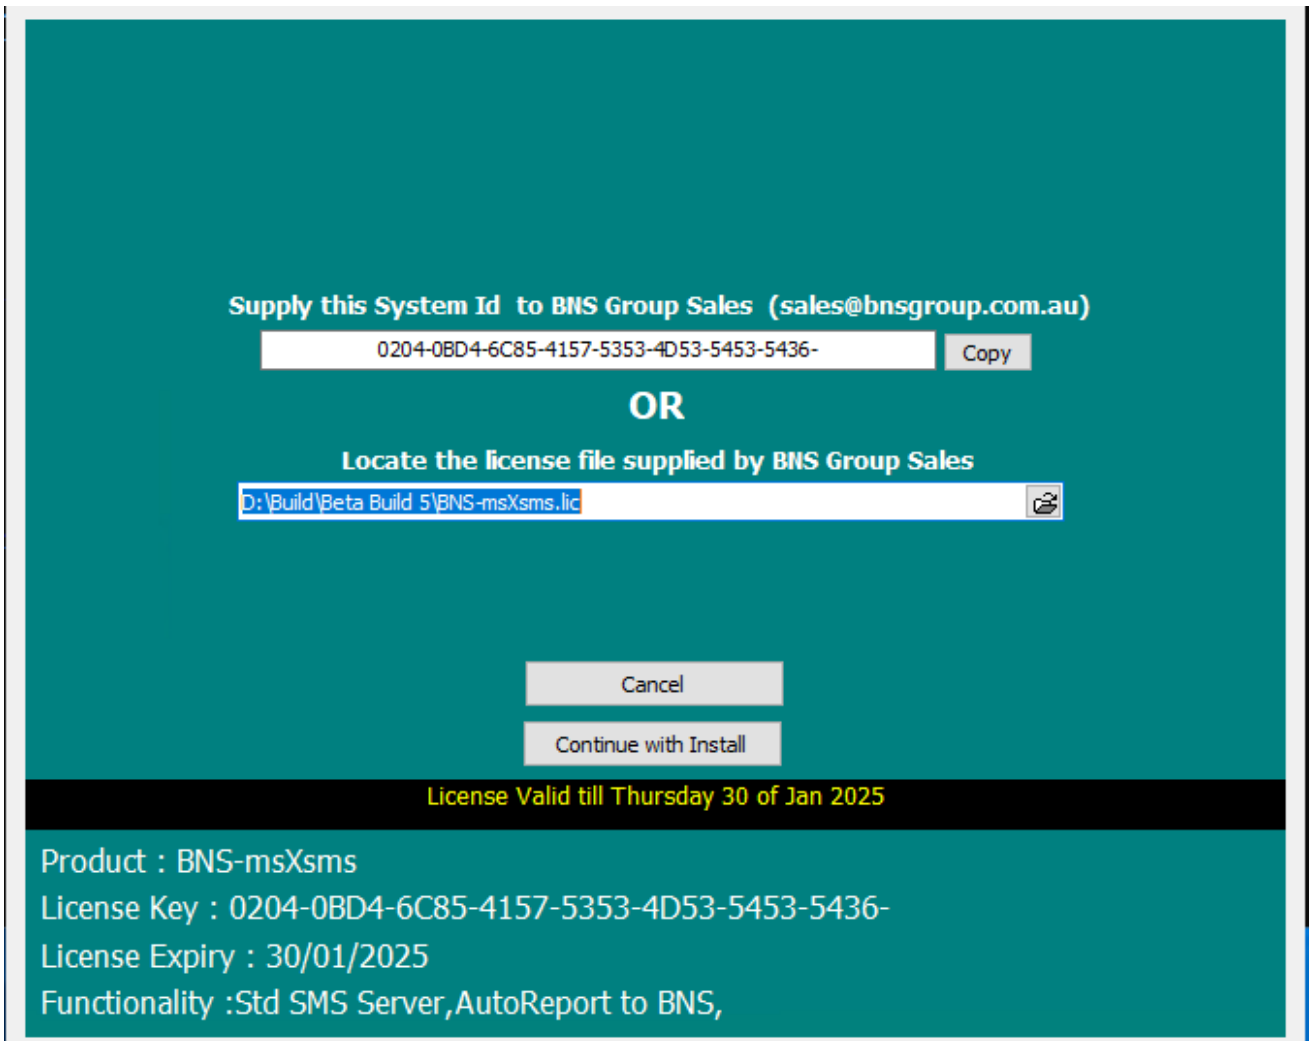 Supply this System Id  to BNS Group Sales  (sales@bnsgroup.com.au)
0204-0BD4-6C85-4157-5353-4D53-5453-5436-
Copy
OR
Locate the license file supplied by BNS Group Sales
D:\Build\Beta Build 5\BNS-msXsms.lic
Cancel
Continue with Install
License Valid till Thursday 30 of Jan 2025
Product : BNS-msXsms
License Key : 0204-0BD4-6C85-4157-5353-4D53-5453-5436-
License Expiry : 30/01/2025
Functionality :Std SMS Server,AutoReport to BNS,